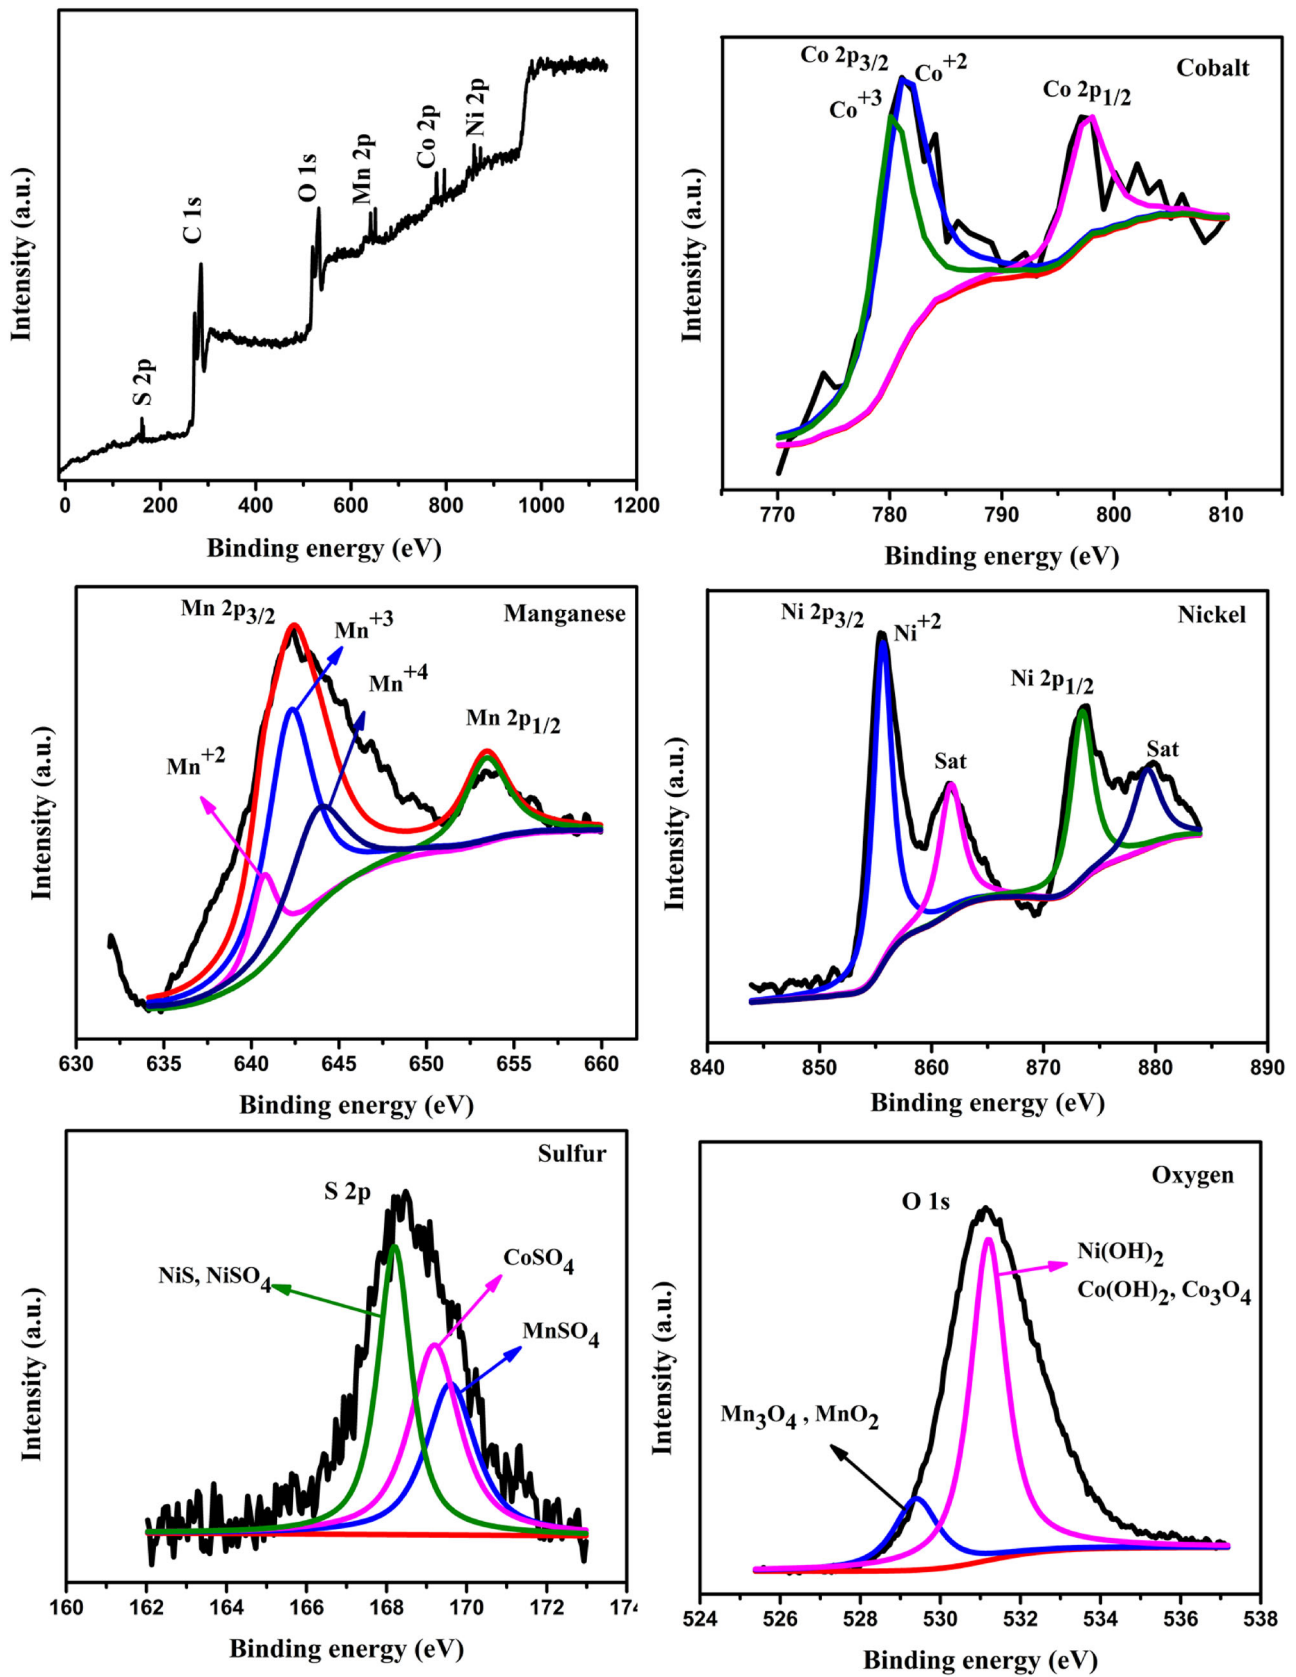 Intensity (a.u.)
S 2p
C 1s
O 1s
Mn 2p
Co 2p
Ni 2p
0 200 400 600 800 1000 1200
Binding energy (eV)
Intensity (a.u.)
Cobalt
Co 2p3/2
Co+2
Co+3
Co 2p1/2
770 780 790 800 810
Binding energy (eV)
Intensity (a.u.)
Manganese
Mn 2p3/2
Mn+3
Mn+4
Mn+2
Mn 2p1/2
630 635 640 645 650 655 660
Binding energy (eV)
Intensity (a.u.)
Nickel
Ni 2p3/2
Ni+2
Ni 2p1/2
Sat
Sat
840 850 860 870 880 890
Binding energy (eV)
Intensity (a.u.)
Sulfur
S 2p
NiS, NiSO4
CoSO4
MnSO4
160 162 164 166 168 170 172 174
Binding energy (eV)
Intensity (a.u.)
Oxygen
O 1s
Ni(OH)2
Co(OH)2, Co3O4
Mn3O4 , MnO2
524 526 528 530 532 534 536 538
Binding energy (eV)